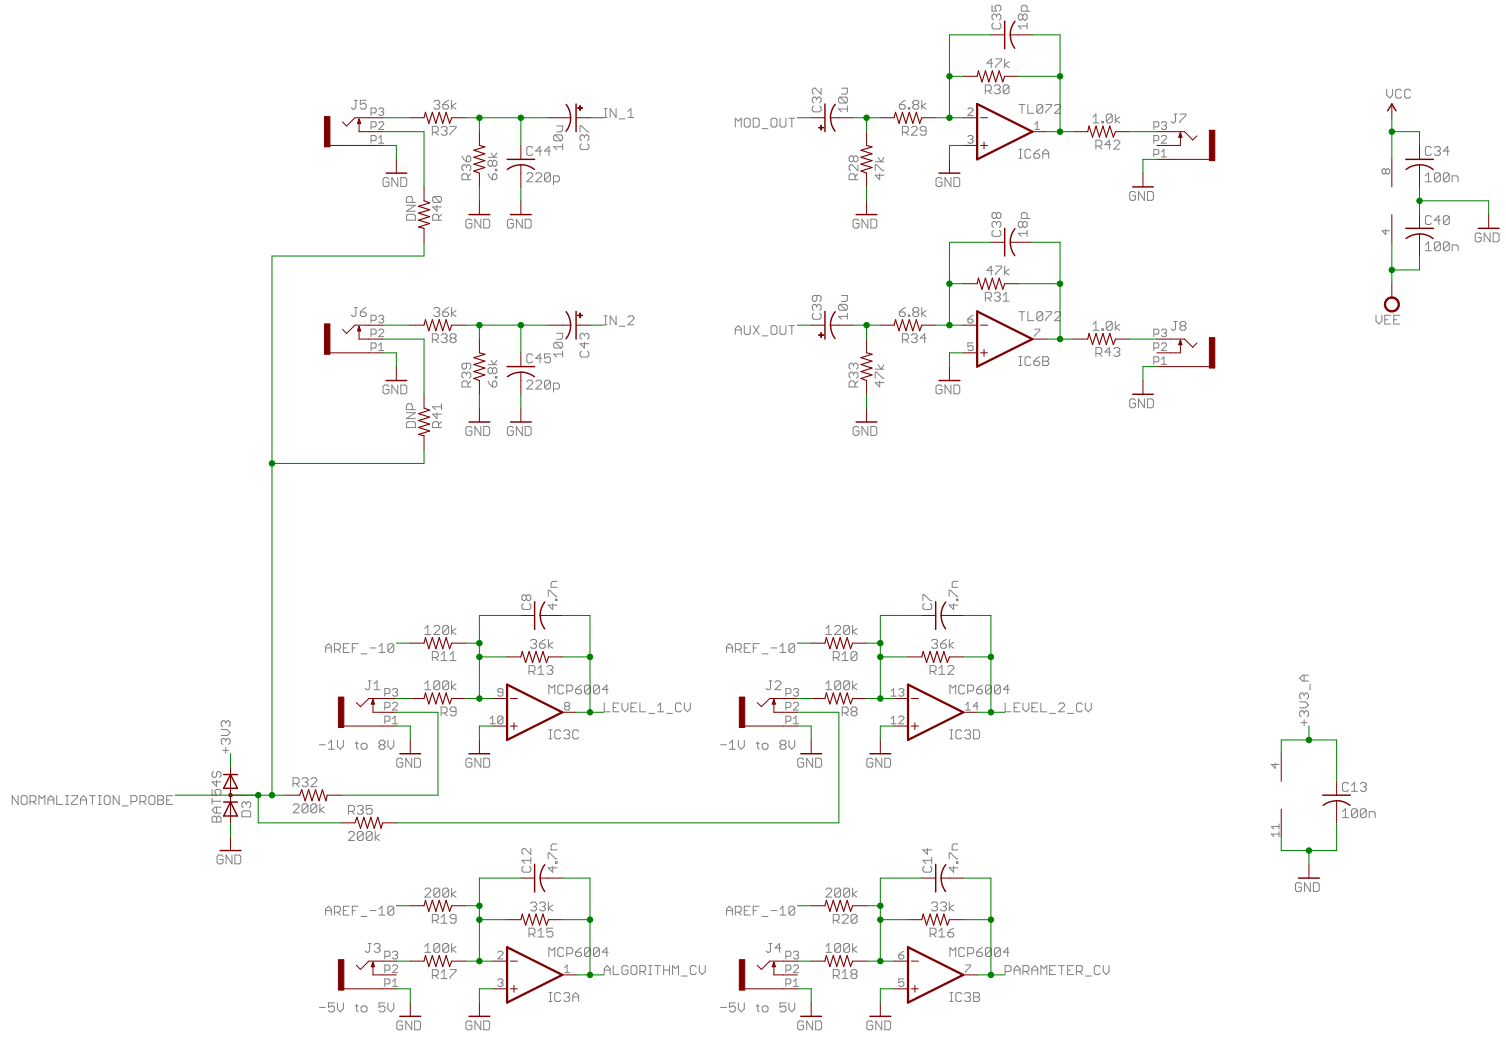 C35
18p
47k
R30
J5
P3
P2
P1
36k
R37
10u
C37
IN_1
R36
6.8k
C44
220p
GND
GND
GND
DNP
R40
MOD_OUT
C32
10u
6.8k
R29
R28
47k
GND
TL072
2
3
1
IC6A
GND
1.0k
R42
J7
P3
P2
P1
GND
VCC
8
C34
100n
4
C40
100n
GND
VEE
C38
18p
47k
R31
J6
P3
P2
P1
36k
R38
10u
C43
IN_2
R39
6.8k
C45
220p
GND
GND
GND
DNP
R41
AUX_OUT
C39
10u
6.8k
R34
R33
47k
GND
TL072
6
5
7
IC6B
GND
1.0k
R43
J8
P3
P2
P1
GND
C8
4.7n
AREF_-10
120k
R11
36k
R13
J1
P3
P2
P1
100k
R9
MCP6004
9
10
8
IC3C
LEVEL_1_CV
-1V to 8V
GND
GND
C7
4.7n
AREF_-10
120k
R10
36k
R12
J2
P3
P2
P1
100k
R8
MCP6004
13
12
14
IC3D
LEVEL_2_CV
-1V to 8V
GND
GND
+3V3_A
4
11
C13
100n
GND
+3V3
NORMALIZATION_PROBE
BAT54S
D3
GND
R32
200k
R35
200k
C12
4.7n
AREF_-10
200k
R19
33k
R15
J3
P3
P2
P1
100k
R17
MCP6004
2
3
1
IC3A
ALGORITHM_CV
-5V to 5V
GND
GND
C14
4.7n
AREF_-10
200k
R20
33k
R16
J4
P3
P2
P1
100k
R18
MCP6004
6
5
7
IC3B
PARAMETER_CV
-5V to 5V
GND
GND